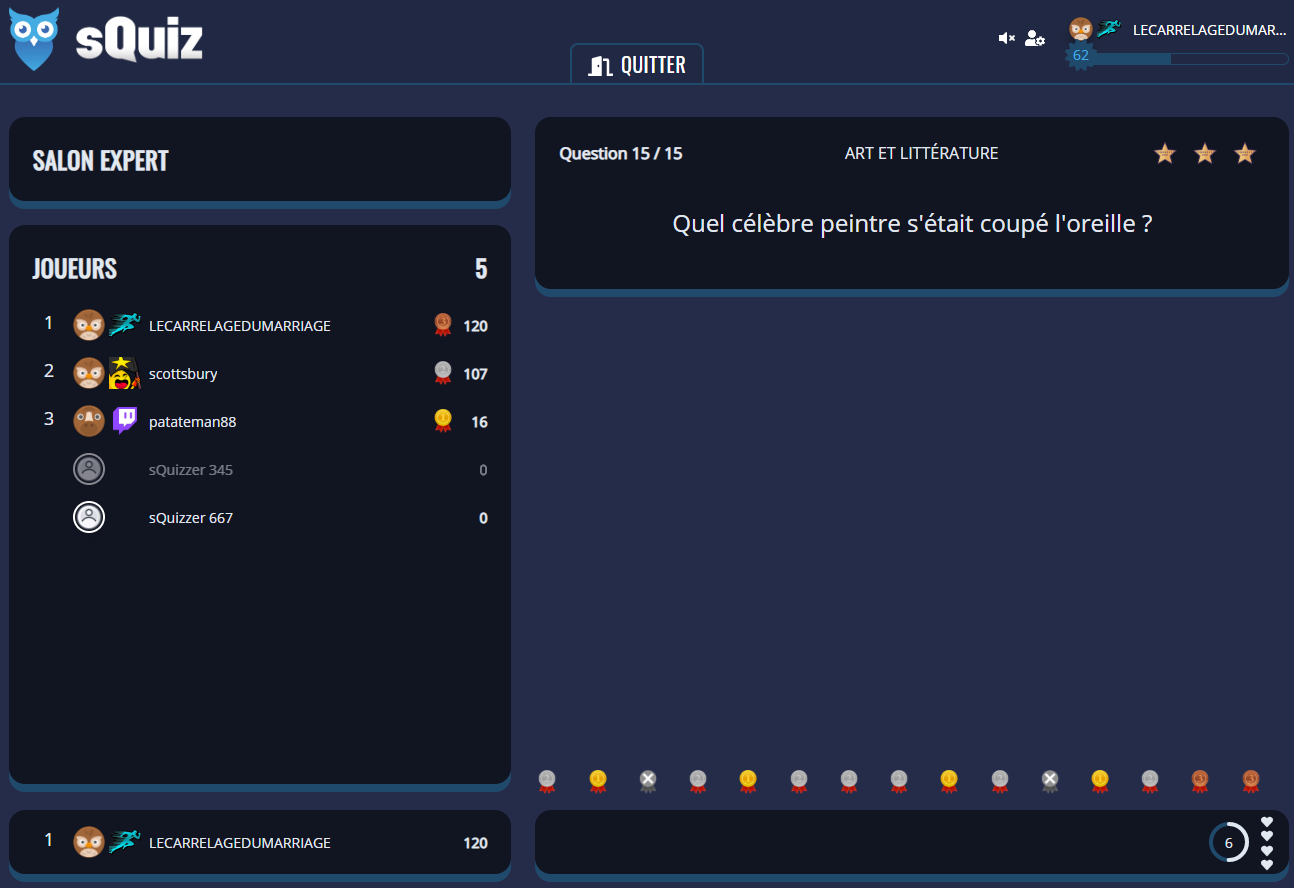 sQuiz
QUITTER
LECARRELAGEDUMAR...
62
SALON EXPERT
Question 15 / 15
ART ET LITTÉRATURE
Quel célèbre peintre s'était coupé l'oreille ?
JOUEURS
5
1
LECARRELAGEDUMARRIAGE
120
2
scottsbury
107
3
patateman88
16
sQuizzer 345
0
sQuizzer 667
0
1
LECARRELAGEDUMARRIAGE
120
6